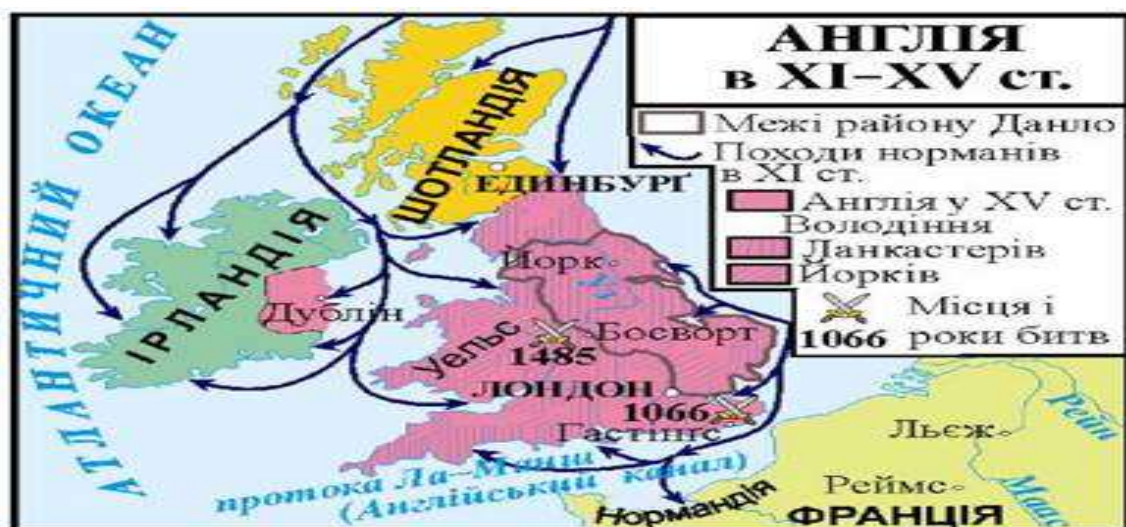 АНГЛІЯ
в XI–XV ст.
Межі району Данло
Походи норманів
в XI ст.
Англія у XV ст.
Володіння
Ланкастерів
Йорків
Місця і
1066 роки битв
АТЛАНТИЧНИЙ ОКЕАН
ШОТЛАНДІЯ
ЕДИНБУРҐ
ІРЛАНДІЯ
Дублін
Йорк
Уельс
Босворт
1485
ЛОНДОН
1066
Гастінгс
протока Ла–Манш
(Англійський канал)
Нормандія
ФРАНЦІЯ
Льєж
Реймс
Рейн
Маас